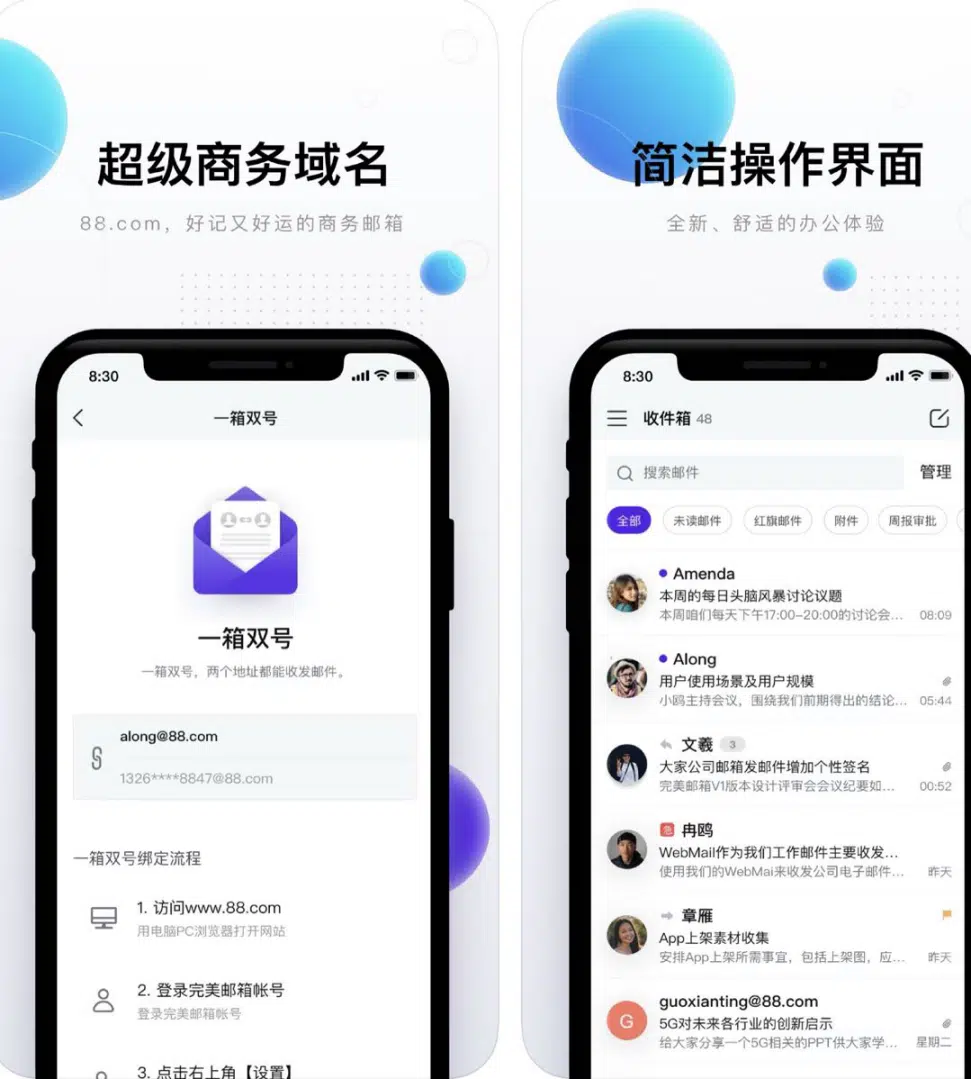 超级商务域名
88.com，好记又好运的商务邮箱
8:30
一箱双号
一箱双号
一箱双号，两个地址都能收发邮件。
along@88.com
1326****8847@88.com
一箱双号绑定流程
1. 访问www.88.com
用电脑PC浏览器打开网站
2. 登录完美邮箱帐号
登录完美邮箱帐号
3. 点击右上角【设置】
简洁操作界面
全新、舒适的办公体验
8:30
收件箱 48
搜索邮件 管理
全部 未读邮件 红旗邮件 附件 周报审批
Amenda
本周的每日头脑风暴讨论议题
本周咱们每天下午17:00-20:00的讨论会... 08:09
Along
用户使用场景及用户规模
小鸥主持会议，围绕我们前期得出的结论... 05:44
文羲 3
大家公司邮箱发邮件增加个性签名
完美邮箱V1版本设计评审会会议纪要如... 00:52
急 冉鸥
WebMail作为我们工作邮件主要收发...
使用我们的WebMai来收发公司电子邮件... 昨天
章雁
App上架素材收集
安排App上架所需事宜，包括上架图，应... 昨天
G
guoxianting@88.com
5G对未来各行业的创新启示
给大家分享一个5G相关的PPT供大家学... 星期二